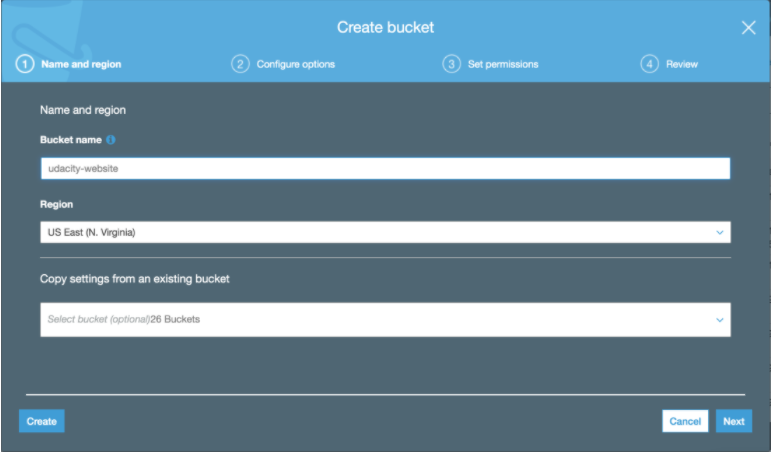 Create bucket
1 Name and region 2 Configure options 3 Set permissions 4 Review
Name and region
Bucket name
udacity-website
Region
US East (N. Virginia)
Copy settings from an existing bucket
Select bucket (optional)26 Buckets
Create Cancel Next